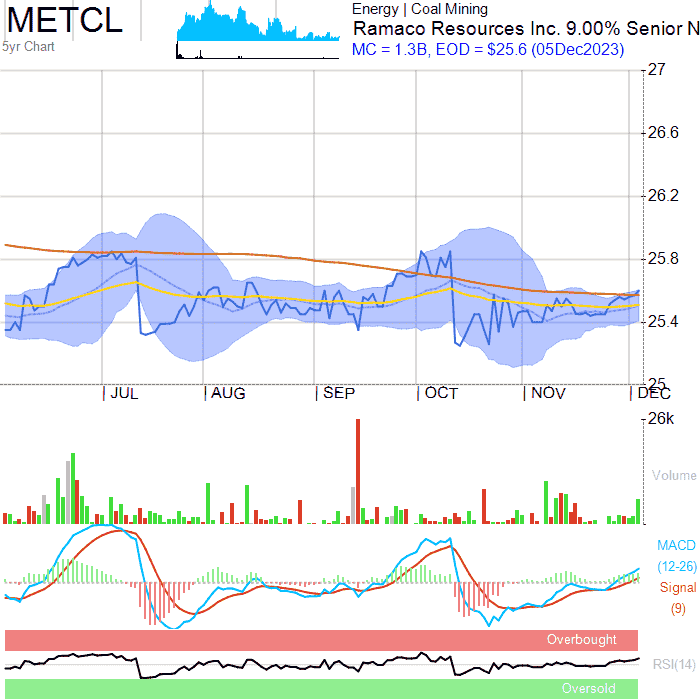 METCL
5yr Chart
Energy | Coal Mining
Ramaco Resources Inc. 9.00% Senior N
MC = 1.3B, EOD = $25.6 (05Dec2023)
27
26.6
26.2
25.8
25.4
25
JUL AUG SEP OCT NOV DEC
26k
Volume
MACD
(12-26)
Signal
(9)
Overbought
RSI(14)
Oversold